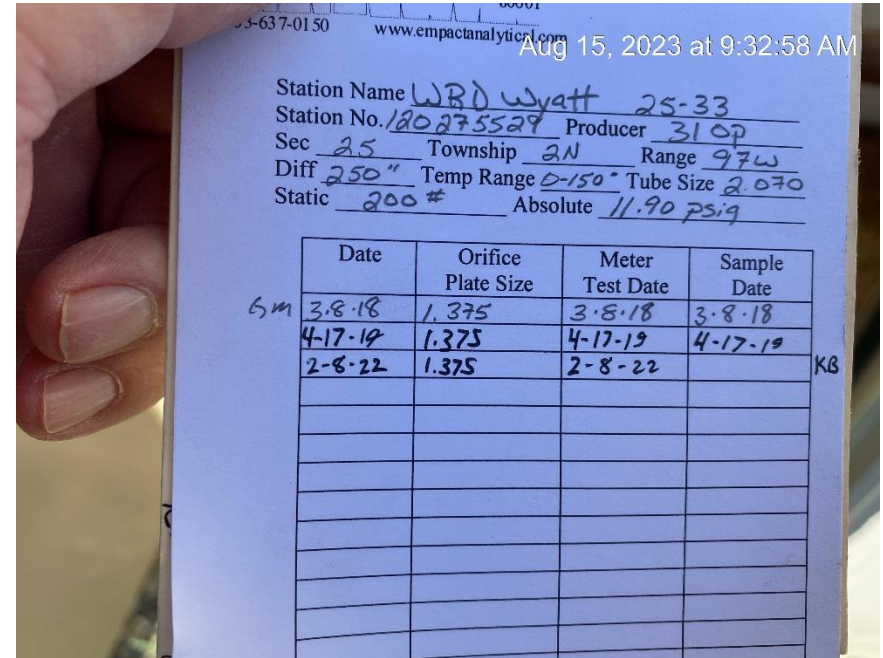 3-637-0150 www.empactanalytical.com
Aug 15, 2023 at 9:32:58 AM
Station Name WRD Wyatt 25-33
Station No. 120275529 Producer 31 OP
Sec 25 Township 2N Range 97W
Diff 250" Temp Range 0-150° Tube Size 2.070
Static 200# Absolute 11.90 psig
Date Orifice Plate Size Meter Test Date Sample Date
Gm 3.8.18 1.375 3.8.18 3.8.18
4-17-19 1.375 4-17-19 4-17-19
2-8-22 1.375 2-8-22 KB